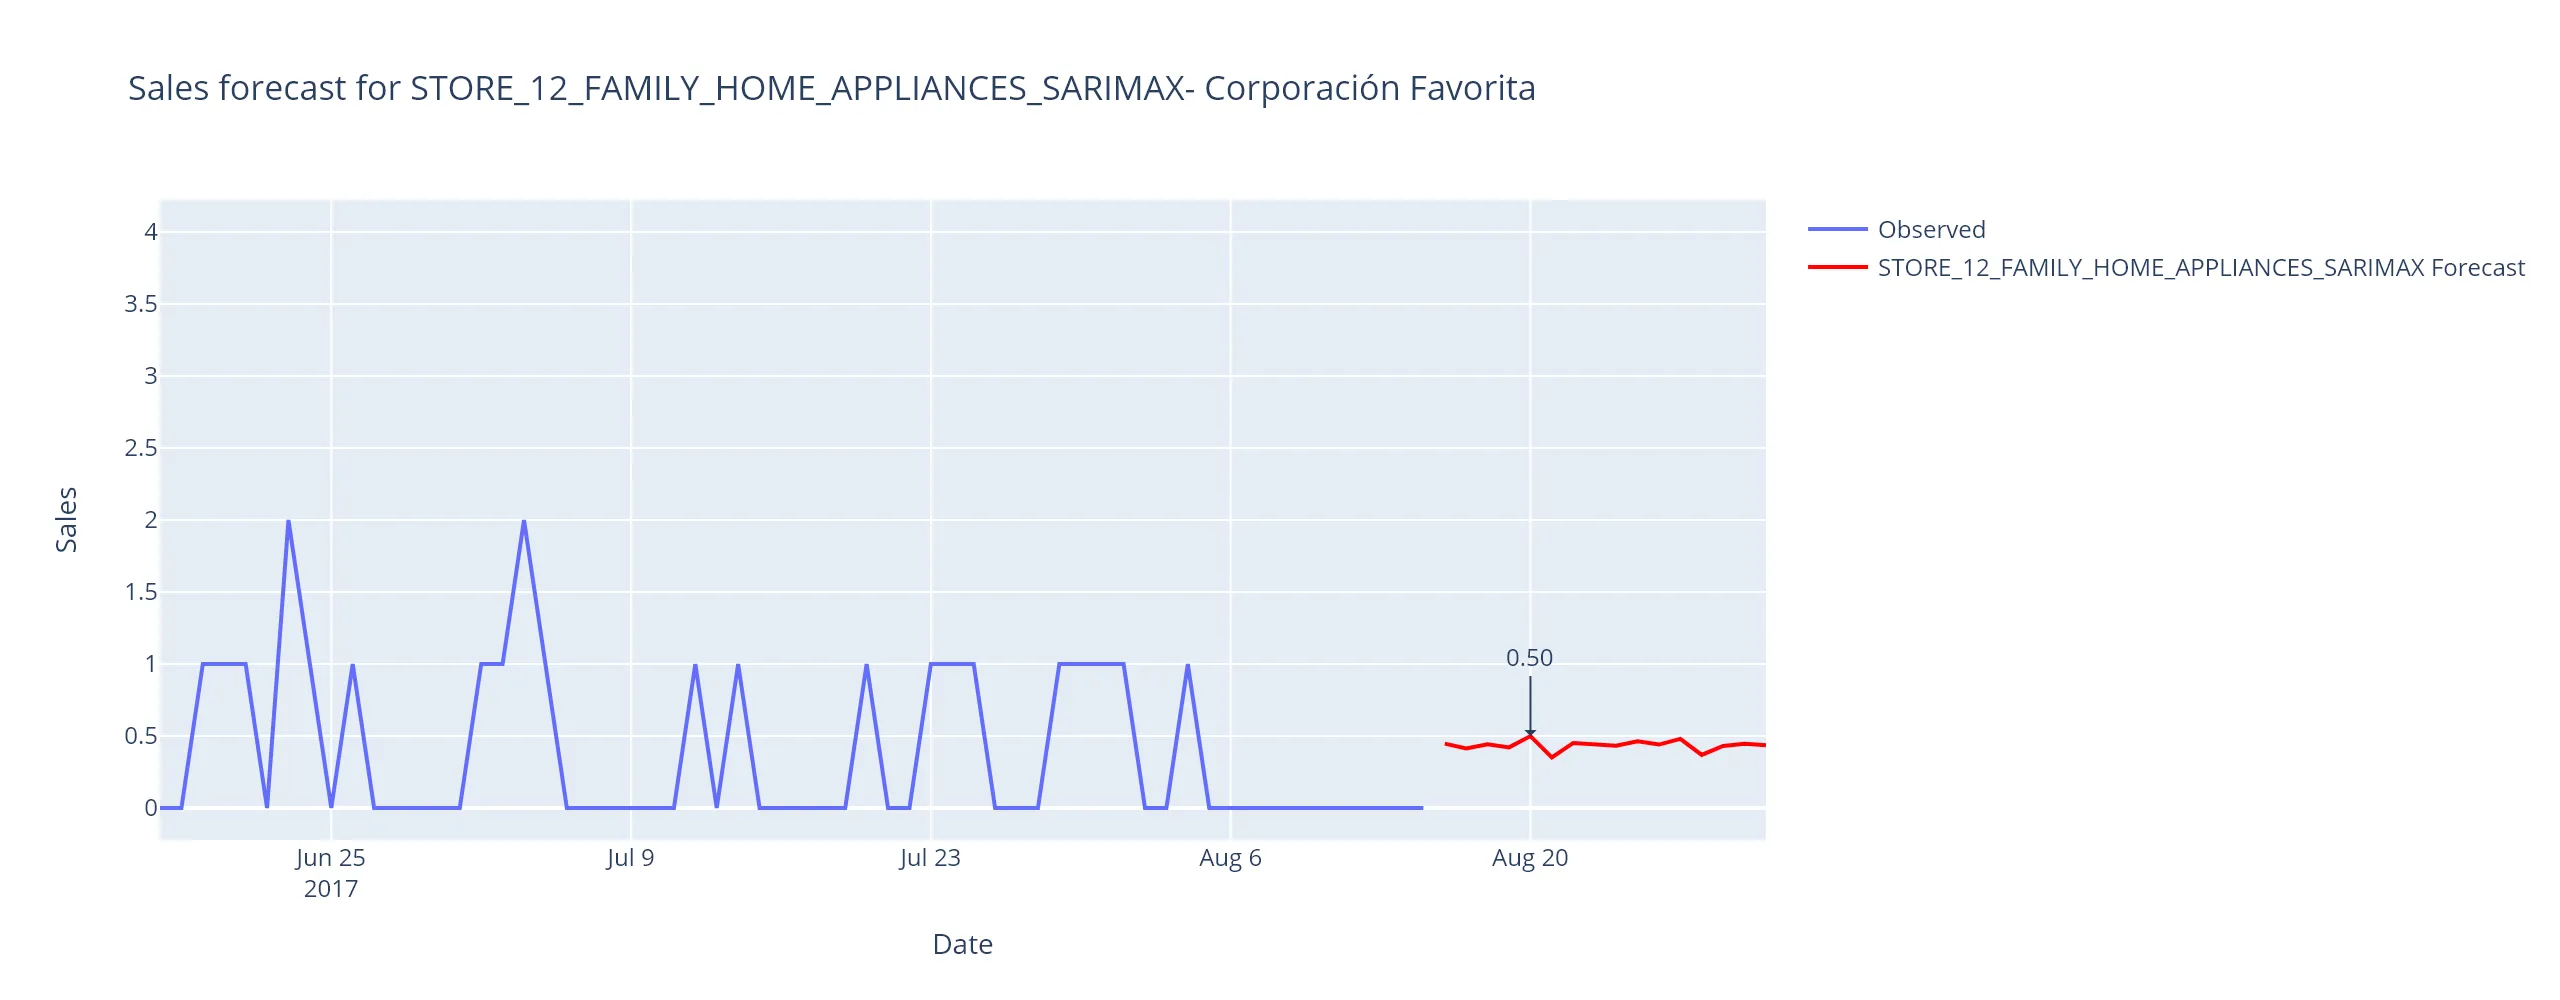 Sales forecast for STORE_12_FAMILY_HOME_APPLIANCES_SARIMAX- Corporación Favorita
Observed
STORE_12_FAMILY_HOME_APPLIANCES_SARIMAX Forecast
Sales
4
3.5
3
2.5
2
1.5
1
0.5
0
0.50
Jun 25
2017
Jul 9
Jul 23
Aug 6
Aug 20
Date